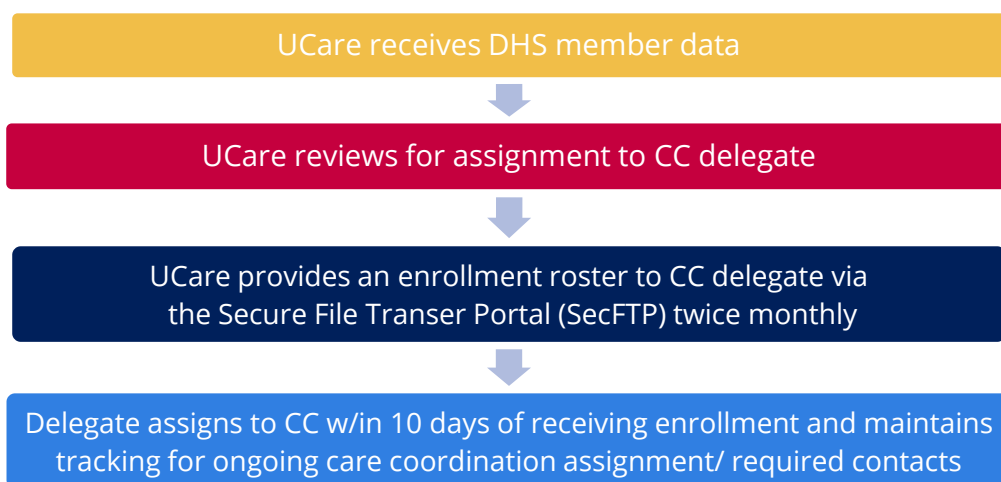 UCare receives DHS member data
UCare reviews for assignment to CC delegate
UCare provides an enrollment roster to CC delegate via
the Secure File Transer Portal (SecFTP) twice monthly
Delegate assigns to CC w/in 10 days of receiving enrollment and maintains
tracking for ongoing care coordination assignment/ required contacts